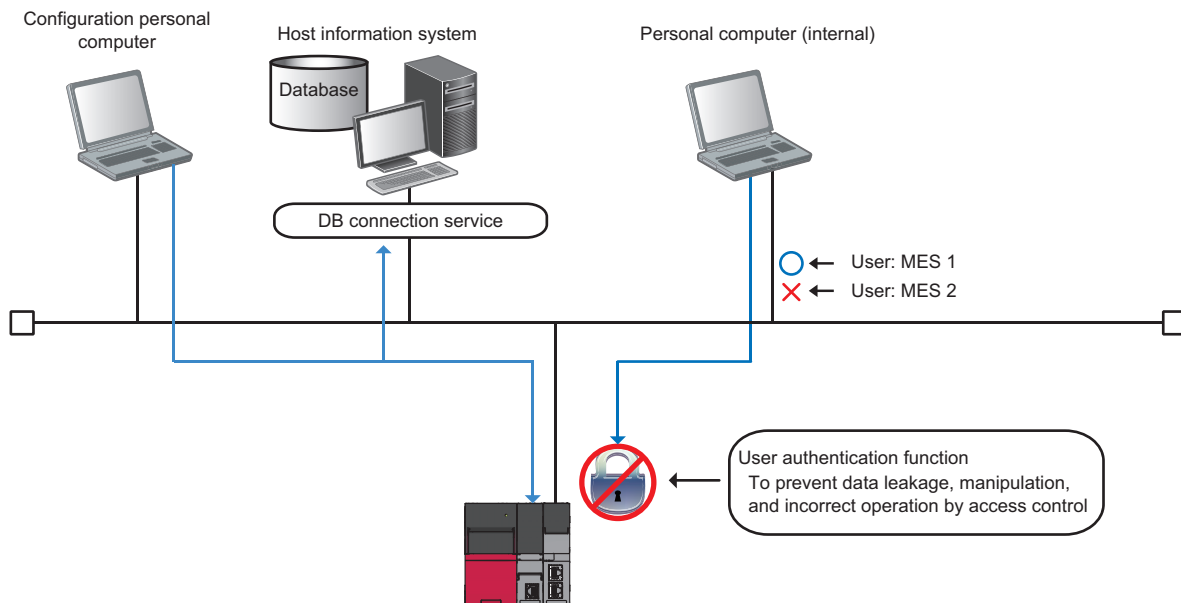 Configuration personal
computer
Host information system
Personal computer (internal)
Database
DB connection service
User: MES 1
User: MES 2
User authentication function
To prevent data leakage, manipulation,
and incorrect operation by access control